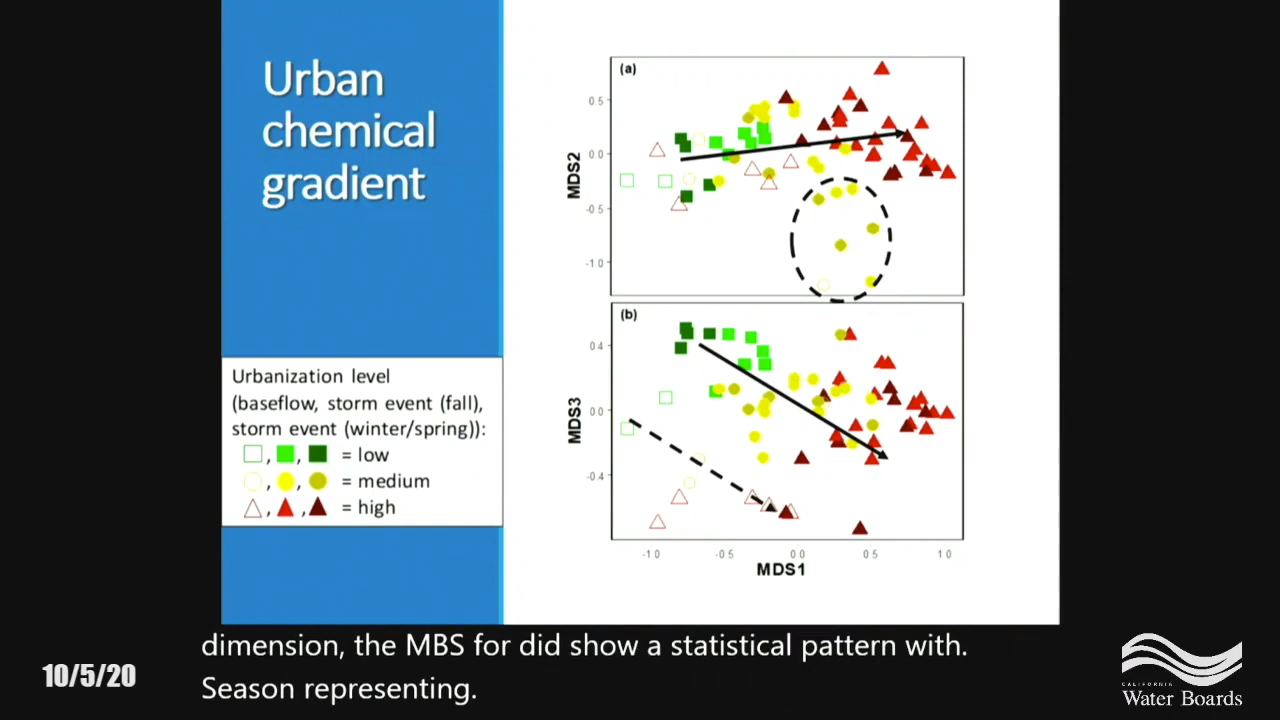 Urban
chemical
gradient
Urbanization level
(baseflow, storm event (fall),
storm event (winter/spring)):
, , = low
, , = medium
, , = high
(a)
0 5
0 0
-0 5
-1 0
MDS2
(b)
0 4
0 0
-0 4
MDS3
-1 0 -0 5 0 0 0 5 1 0
MDS1
dimension, the MBS for did show a statistical pattern with.
Season representing.
10/5/20
CALIFORNIA
Water Boards